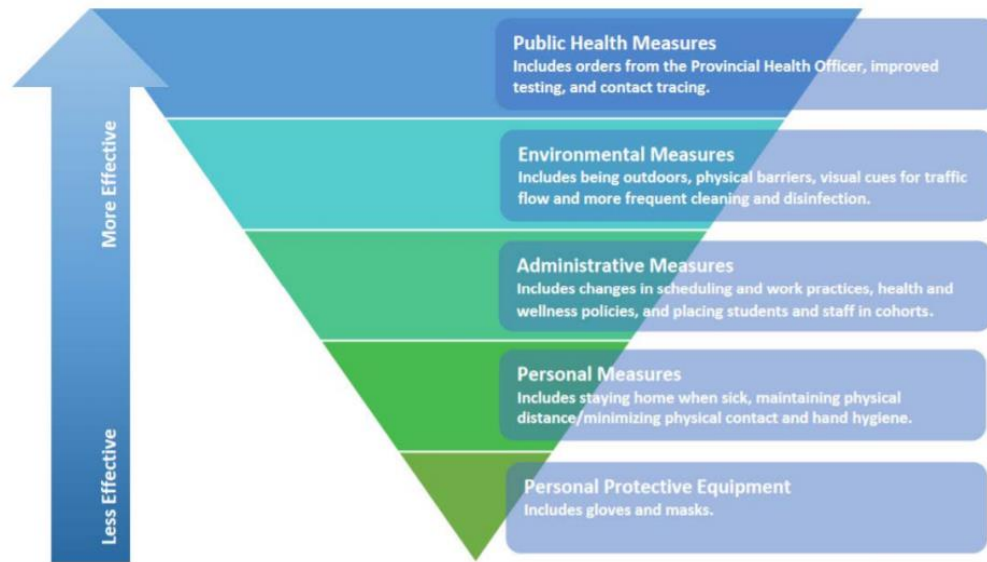 More Effective
Less Effective
Public Health Measures
Includes orders from the Provincial Health Officer, improved
testing, and contact tracing.
Environmental Measures
Includes being outdoors, physical barriers, visual cues for traffic
flow and more frequent cleaning and disinfection.
Administrative Measures
Includes changes in scheduling and work practices, health and
wellness policies, and placing students and staff in cohorts.
Personal Measures
Includes staying home when sick, maintaining physical
distance/minimizing physical contact and hand hygiene.
Personal Protective Equipment
Includes gloves and masks.